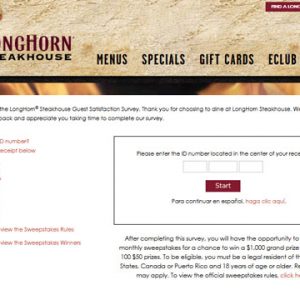 FIND A LONG
LONGHORN®
STEAKHOUSE
MENUS SPECIALS GIFT CARDS ECLUB
the LongHorn® Steakhouse Guest Satisfaction Survey. Thank you for choosing to dine at LongHorn Steakhouse. We
back and appreciate you taking time to complete our survey.
ID number?
receipt below
Please enter the ID number located in the center of your rece
Start
Para continuar en español, haga clic aquí.
view the Sweepstakes Rules
view the Sweepstakes Winners
After completing this survey, you will have the opportunity to
monthly sweepstakes for a chance to win a $1,000 grand prize
100 $50 prizes. To be eligible, you must be a legal resident of th
States, Canada or Puerto Rico and 18 years of age or older. Re
may apply. To view the official sweepstakes rules, click he